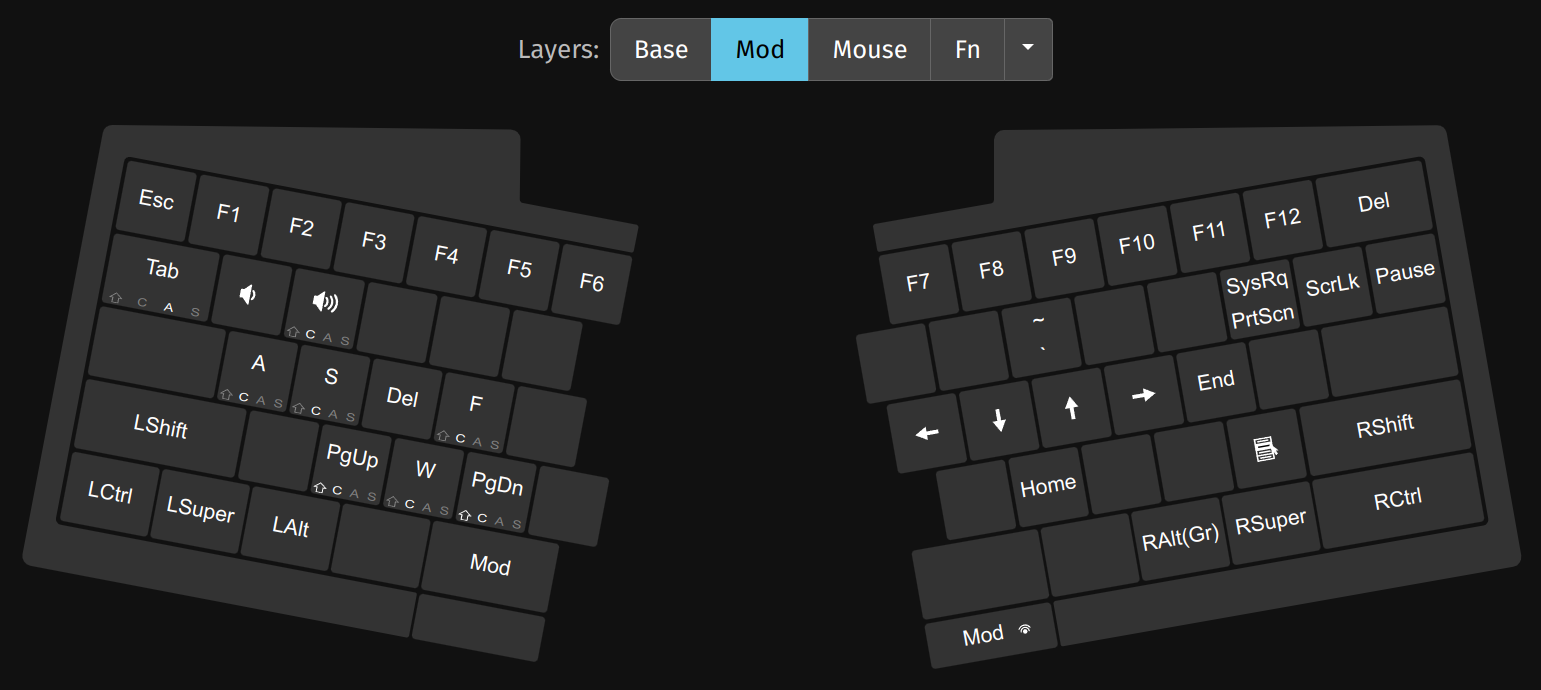 Layers: Base Mod Mouse Fn
Esc F1 F2 F3 F4 F5 F6
Tab
C A S
C A S
A S Del F
C A S C A S C A S
LShift PgUp W PgDn
C A S C A S C A S
LCtrl LSuper LAlt Mod
F7 F8 F9 F10 F11 F12 Del
~
`
SysRq
PrtScn
ScrLk Pause
End
Home RShift
RAlt(Gr) RSuper RCtrl
Mod